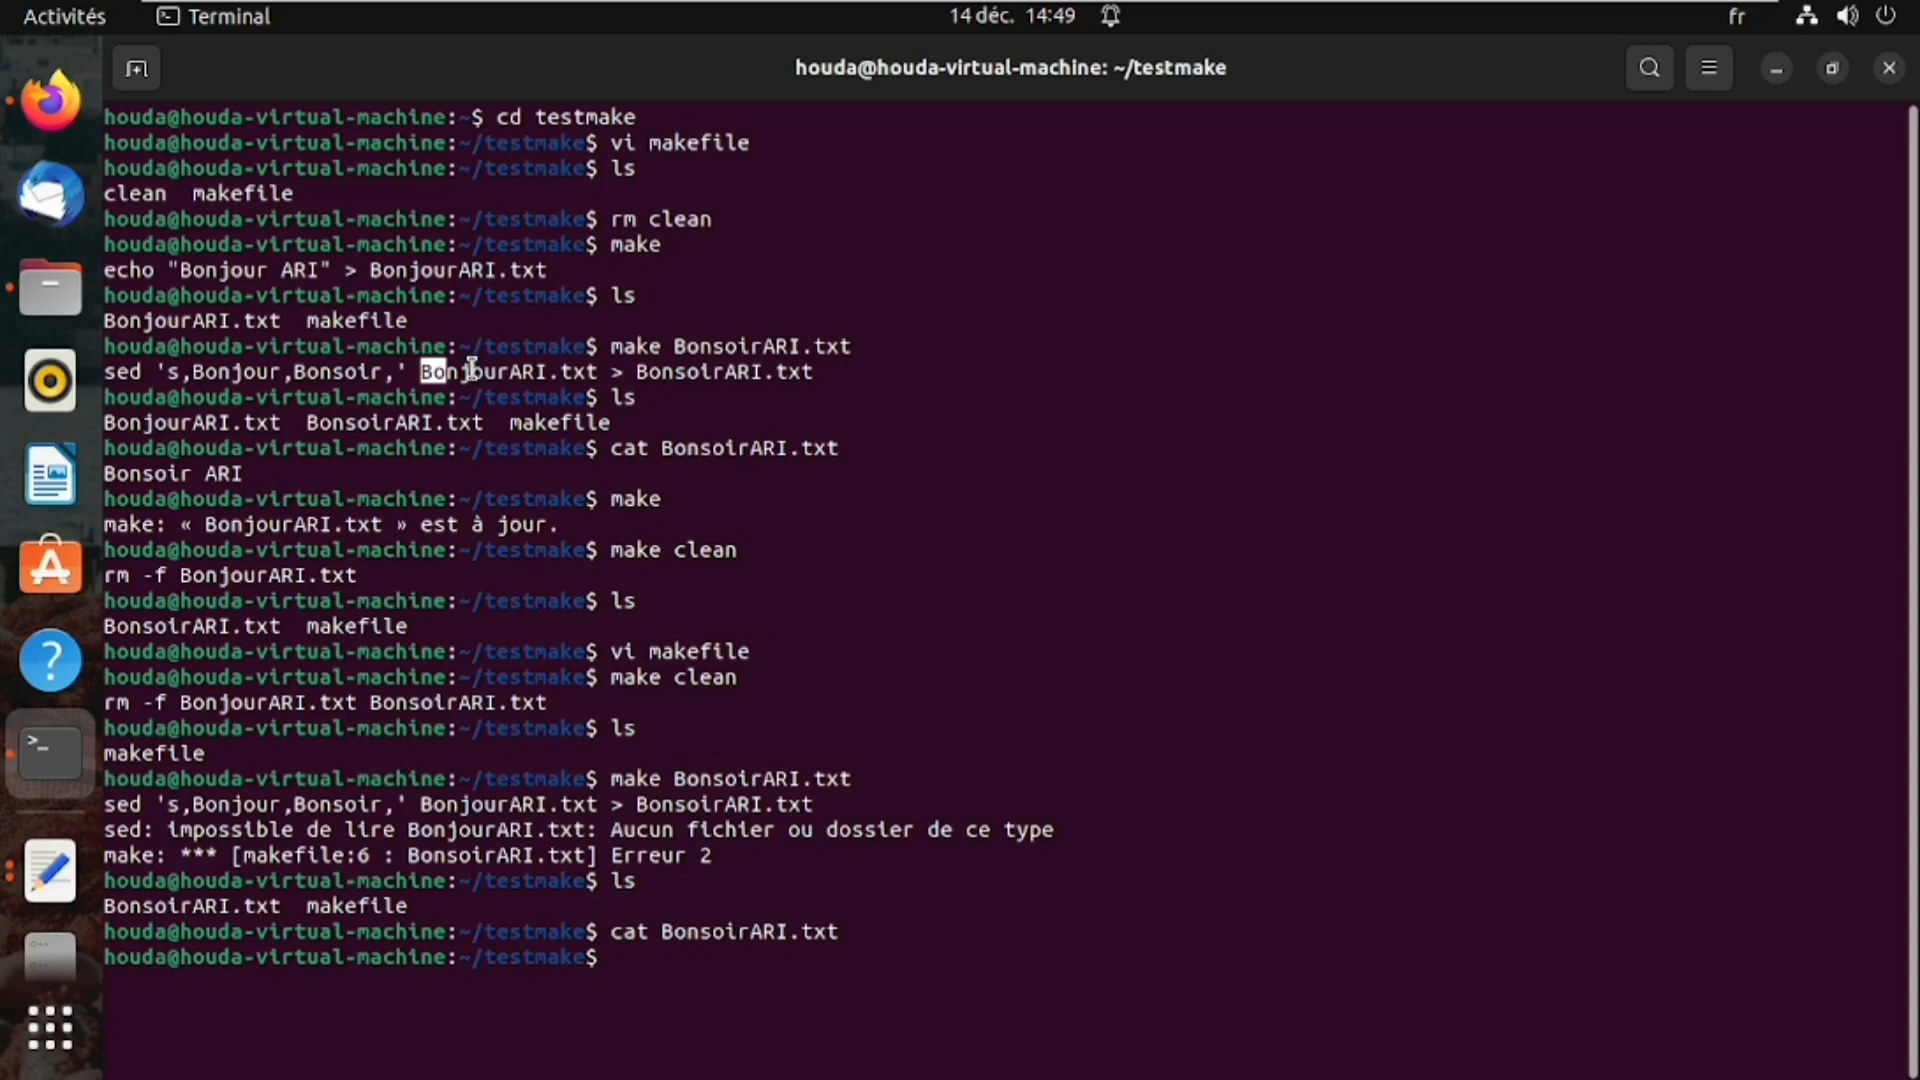 Activités Terminal 14 déc. 14:49 fr
houda@houda-virtual-machine: ~/testmake
houda@houda-virtual-machine:~$ cd testmake
houda@houda-virtual-machine:~/testmake$ vi makefile
houda@houda-virtual-machine:~/testmake$ ls
clean  makefile
houda@houda-virtual-machine:~/testmake$ rm clean
houda@houda-virtual-machine:~/testmake$ make
echo "Bonjour ARI" > BonjourARI.txt
houda@houda-virtual-machine:~/testmake$ ls
BonjourARI.txt  makefile
houda@houda-virtual-machine:~/testmake$ make BonsoirARI.txt
sed 's,Bonjour,Bonsoir,' BonjourARI.txt > BonsoirARI.txt
houda@houda-virtual-machine:~/testmake$ ls
BonjourARI.txt  BonsoirARI.txt  makefile
houda@houda-virtual-machine:~/testmake$ cat BonsoirARI.txt
Bonsoir ARI
houda@houda-virtual-machine:~/testmake$ make
make: « BonjourARI.txt » est à jour.
houda@houda-virtual-machine:~/testmake$ make clean
rm -f BonjourARI.txt
houda@houda-virtual-machine:~/testmake$ ls
BonsoirARI.txt  makefile
houda@houda-virtual-machine:~/testmake$ vi makefile
houda@houda-virtual-machine:~/testmake$ make clean
rm -f BonjourARI.txt BonsoirARI.txt
houda@houda-virtual-machine:~/testmake$ ls
makefile
houda@houda-virtual-machine:~/testmake$ make BonsoirARI.txt
sed 's,Bonjour,Bonsoir,' BonjourARI.txt > BonsoirARI.txt
sed: impossible de lire BonjourARI.txt: Aucun fichier ou dossier de ce type
make: *** [makefile:6 : BonsoirARI.txt] Erreur 2
houda@houda-virtual-machine:~/testmake$ ls
BonsoirARI.txt  makefile
houda@houda-virtual-machine:~/testmake$ cat BonsoirARI.txt
houda@houda-virtual-machine:~/testmake$